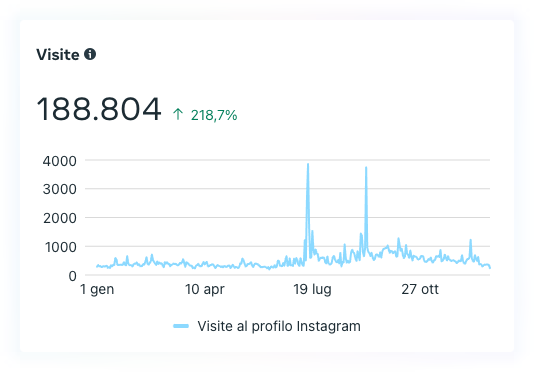 Visite
188.804 ↑ 218,7%
4000
3000
2000
1000
0
1 gen 10 apr 19 lug 27 ott
Visite al profilo Instagram